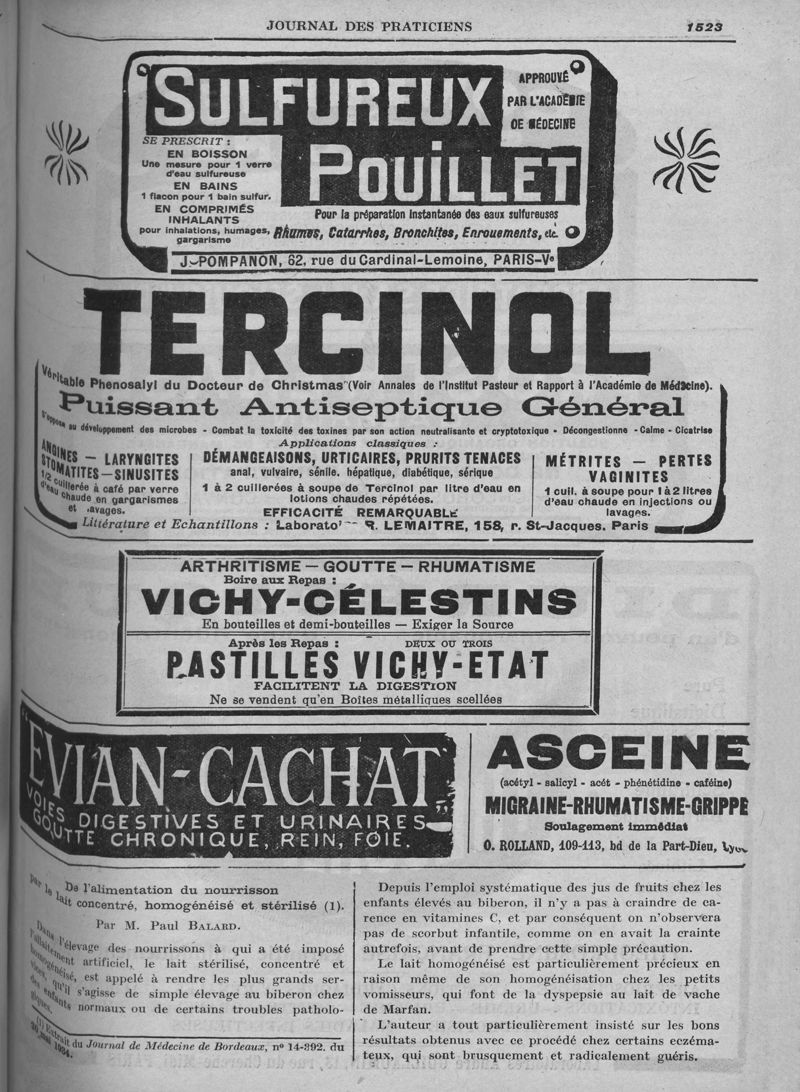 JOURNAL DES PRATICIENS
1523
SULFUREUX
POUILLET
APPROUVÉ
PAR L'ACADÉMIE
DE MÉDECINE
SE PRESCRIT :
EN BOISSON
Une mesure pour 1 verre
d'eau sulfureuse
EN BAINS
1 flacon pour 1 bain sulfur.
EN COMPRIMÉS
INHALANTS
pour inhalations, humages,
gargarisme
Pour la préparation instantanée des eaux sulfureuses
Rhumes, Catarrhes, Bronchites, Enrouements, etc.
J. POMPANON, 62, rue du Cardinal-Lemoine, PARIS-Ve
TERCINOL
Véritable Phenosalyl du Docteur de Christmas (Voir Annales de l'Institut Pasteur et Rapport à l'Académie de Médecine).
Puissant Antiseptique Général
S'oppose au développement des microbes - Combat la toxicité des toxines par son action neutralisante et cryptotoxique - Décongestionne - Calme - Cicatrise
Applications classiques :
ANGINES – LARYNGITES
STOMATITES – SINUSITES
1/2 cuillerée à café par verre
d'eau chaude en gargarismes
et lavages.
DÉMANGEAISONS, URTICAIRES, PRURITS TENACES
anal, vulvaire, sénile, hépatique, diabétique, sérique
1 à 2 cuillerées à soupe de Tercinol par litre d'eau en
lotions chaudes répétées.
EFFICACITÉ REMARQUABLE
MÉTRITES – PERTES
VAGINITES
1 cuil. à soupe pour 1 à 2 litres
d'eau chaude en injections ou
lavages.
Littérature et Echantillons : Laborato R. LEMAITRE, 158, r. St-Jacques. Paris
ARTHRITISME – GOUTTE – RHUMATISME
Boire aux Repas :
VICHY-CÉLESTINS
En bouteilles et demi-bouteilles — Exiger la Source
Après les Repas : DEUX OU TROIS
PASTILLES VICHY-ETAT
FACILITENT LA DIGESTION
Ne se vendent qu'en Boîtes métalliques scellées
EVIAN-CACHAT
VOIES DIGESTIVES ET URINAIRES
GOUTTE CHRONIQUE, REIN, FOIE.
ASCEINE
(acétyl - salicyl - acét - phénétidine - caféine)
MIGRAINE-RHUMATISME-GRIPPE
Soulagement immédiat
O. ROLLAND, 109-113, bd de la Part-Dieu, Lyon
De l'alimentation du nourrisson
par le lait concentré, homogénéisé et stérilisé (1).
Par M. Paul BALARD.
Dans l'élevage des nourrissons à qui a été imposé
l'allaitement artificiel, le lait stérilisé, concentré et
homogénéisé, est appelé à rendre les plus grands ser-
vices, qu'il s'agisse de simple élevage au biberon chez
des enfants normaux ou de certains troubles patholo-
giques.
(1) Extrait du Journal de Médecine de Bordeaux, nº 14-392, du
1924.
Depuis l'emploi systématique des jus de fruits chez les
enfants élevés au biberon, il n'y a pas à craindre de ca-
rence en vitamines C, et par conséquent on n'observera
pas de scorbut infantile, comme on en avait la crainte
autrefois, avant de prendre cette simple précaution.
Le lait homogénéisé est particulièrement précieux en
raison même de son homogénéisation chez les petits
vomisseurs, qui font de la dyspepsie au lait de vache
de Marfan.
L'auteur a tout particulièrement insisté sur les bons
résultats obtenus avec ce procédé chez certains eczéma-
teux, qui sont brusquement et radicalement guéris.